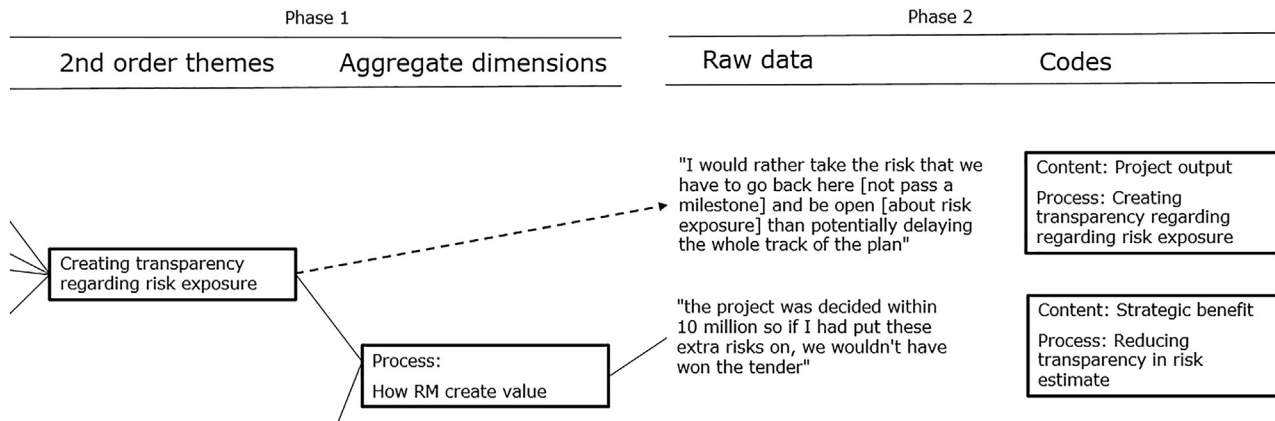 Phase 1
Phase 2
2nd order themes
Aggregate dimensions
Raw data
Codes
"I would rather take the risk that we
have to go back here [not pass a
milestone] and be open [about risk
exposure] than potentially delaying
the whole track of the plan"
Content: Project output
Process: Creating
transparency regarding
regarding risk exposure
Creating transparency
regarding risk exposure
"the project was decided within
10 million so if I had put these
extra risks on, we wouldn't have
won the tender"
Content: Strategic benefit
Process: Reducing
transparency in risk
estimate
Process:
How RM create value